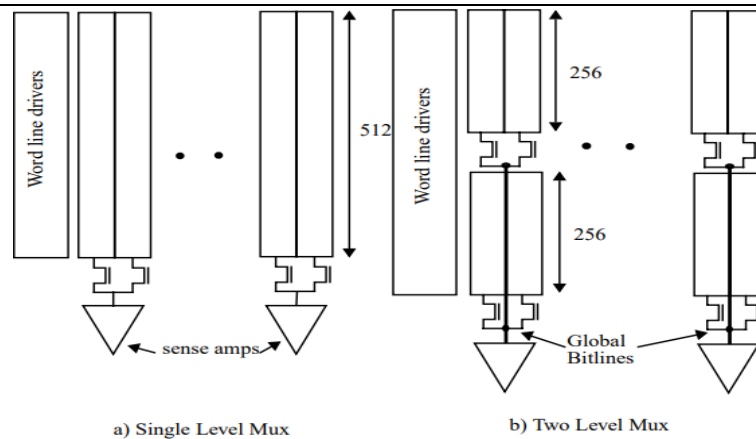 Word line drivers
512
sense amps
a) Single Level Mux
Word line drivers
256
256
Global
Bitlines
b) Two Level Mux